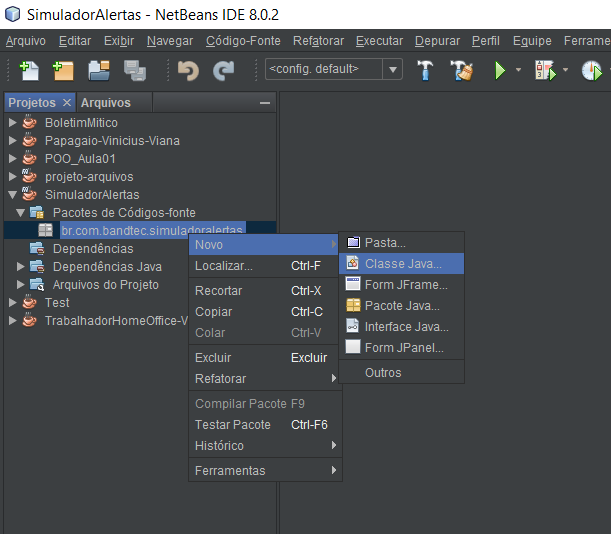 SimuladorAlertas - NetBeans IDE 8.0.2
Arquivo Editar Exibir Navegar Código-Fonte Refatorar Executar Depurar Perfil Equipe Ferrame
<config. default>
Projetos × Arquivos
BoletimMitico
Papagaio-Vinicius-Viana
POO_Aula01
projeto-arquivos
SimuladorAlertas
Pacotes de Códigos-fonte
br.com.bandtec.simuladoralertas
Dependências
Dependências Java
Arquivos do Projeto
Test
TrabalhadorHomeOffice-V
Novo
Localizar... Ctrl-F
Recortar Ctrl-X
Copiar Ctrl-C
Colar Ctrl-V
Excluir Excluir
Refatorar
Compilar Pacote F9
Testar Pacote Ctrl-F6
Histórico
Ferramentas
Pasta...
Classe Java...
Form JFrame...
Pacote Java...
Interface Java...
Form JPanel...
Outros